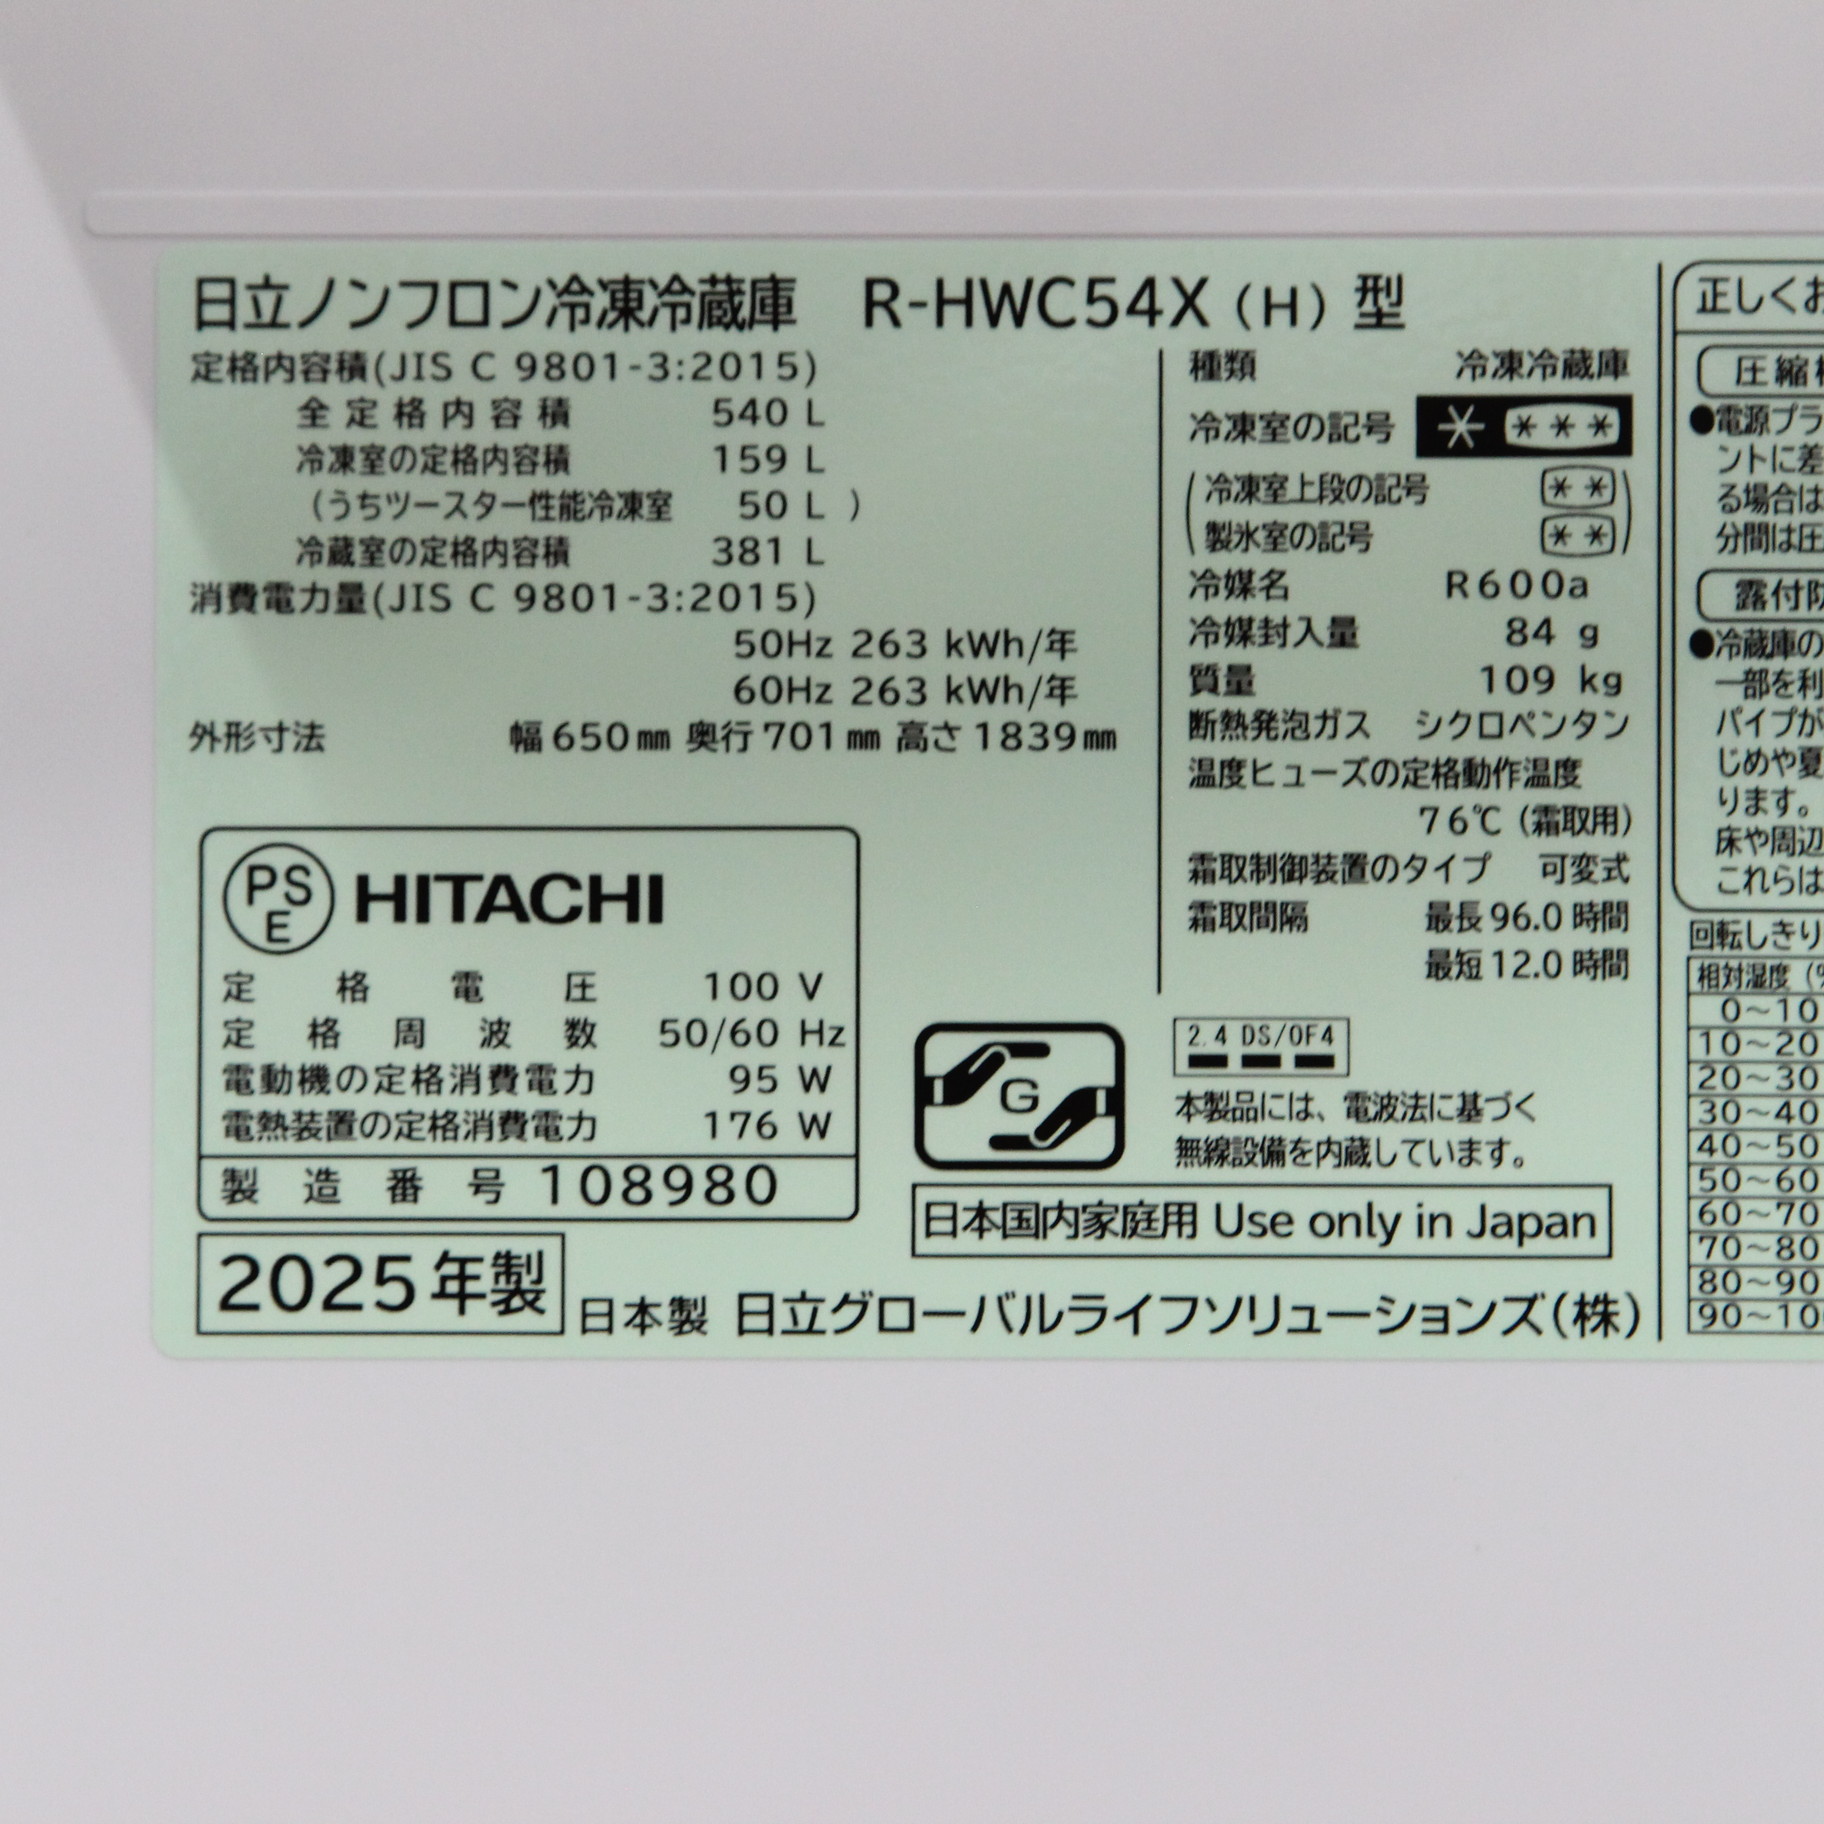 日立ノンフロン冷凍冷蔵庫 R-HWC54X（H）型
定格内容積(JIS C 9801-3:2015)
全定格内容積 540 L
冷凍室の定格内容積 159 L
（うちツースター性能冷凍室 50 L ）
冷蔵室の定格内容積 381 L
消費電力量(JIS C 9801-3:2015)
50Hz 263 kWh/年
60Hz 263 kWh/年
外形寸法 幅650㎜ 奥行701㎜ 高さ1839㎜
PSE HITACHI
定格電圧 100 V
定格周波数 50/60 Hz
電動機の定格消費電力 95 W
電熱装置の定格消費電力 176 W
製造番号 108980
2025年製
日本製 日立グローバルライフソリューションズ(株)
種類 冷凍冷蔵庫
冷凍室の記号 * ***
(冷凍室上段の記号 **)
(製氷室の記号 **)
冷媒名 R600a
冷媒封入量 84 g
質量 109 kg
断熱発泡ガス シクロペンタン
温度ヒューズの定格動作温度
76℃（霜取用）
霜取制御装置のタイプ 可変式
霜取間隔 最長96.0時間
最短12.0時間
G
2.4 DS/OF4
本製品には、電波法に基づく
無線設備を内蔵しています。
日本国内家庭用 Use only in Japan
正しくお
圧縮
●電源プラ
ントに差
る場合は
分間は圧
露付防
●冷蔵庫の
一部を利
パイプが
じめや夏
ります。
床や周辺
これらは
回転しきり
相対湿度（%
0～10
10～20
20～30
30～40
40～50
50～60
60～70
70～80
80～90
90～100